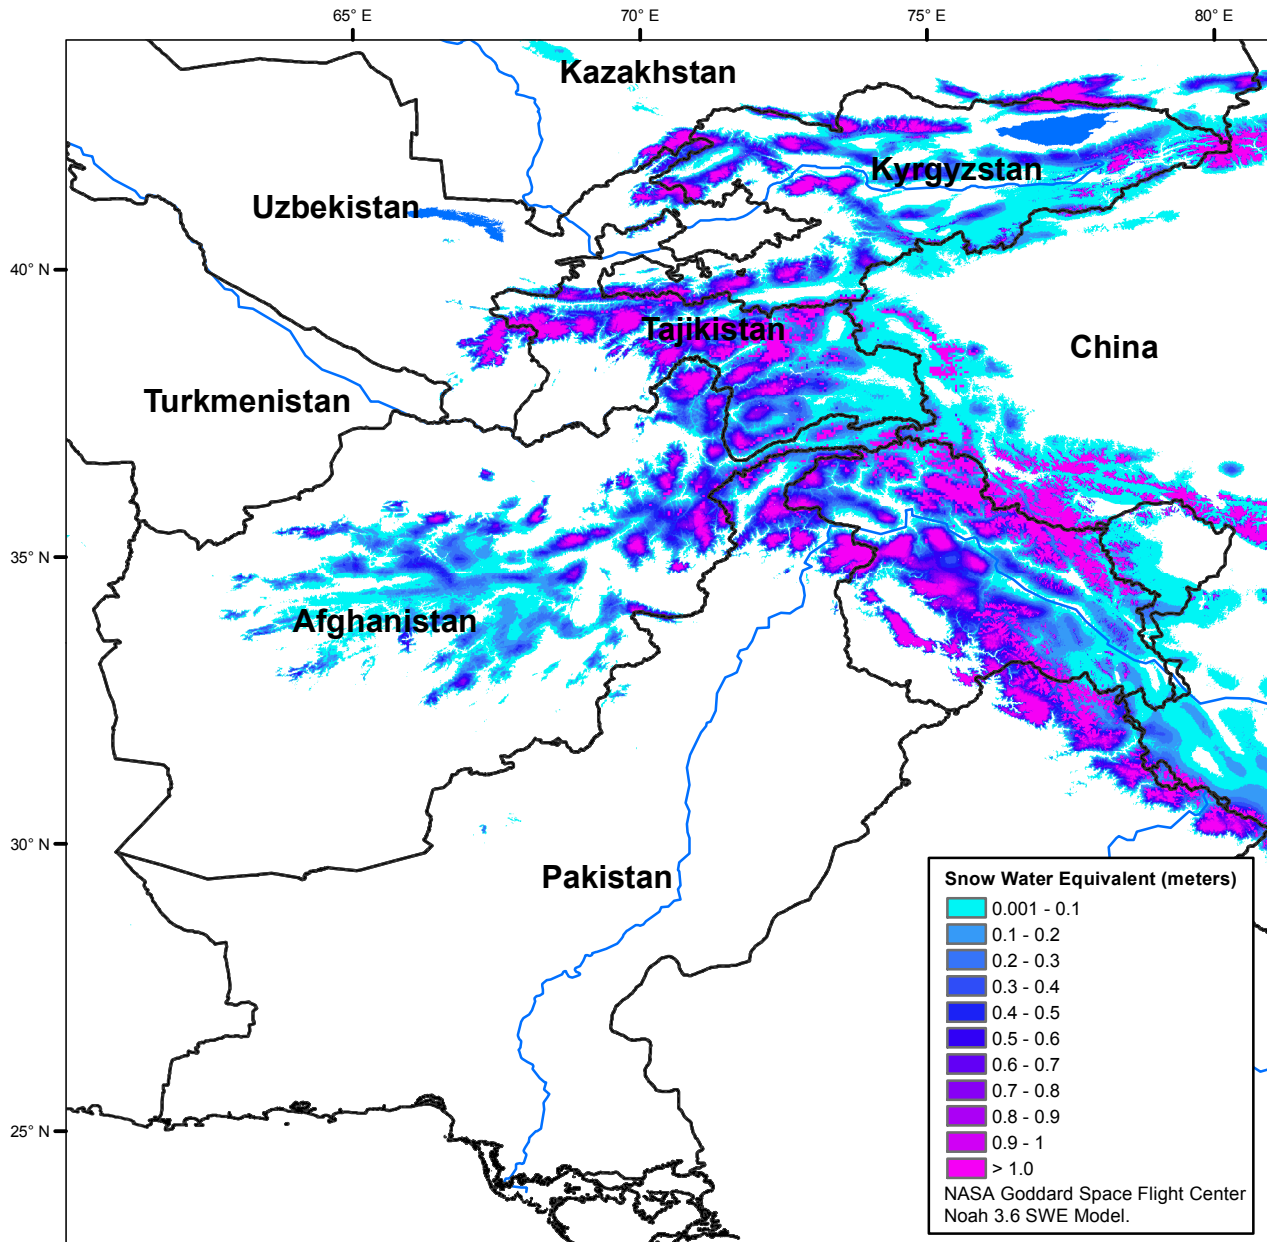 65° E
70° E
75° E
80° E
Kazakhstan
Kyrgyzstan
Uzbekistan
40° N
Tajikistan
China
Turkmenistan
35° N
Afghanistan
30° N
Pakistan
25° N
Snow Water Equivalent (meters)
0.001 - 0.1
0.1 - 0.2
0.2 - 0.3
0.3 - 0.4
0.4 - 0.5
0.5 - 0.6
0.6 - 0.7
0.7 - 0.8
0.8 - 0.9
0.9 - 1
> 1.0
NASA Goddard Space Flight Center
Noah 3.6 SWE Model.